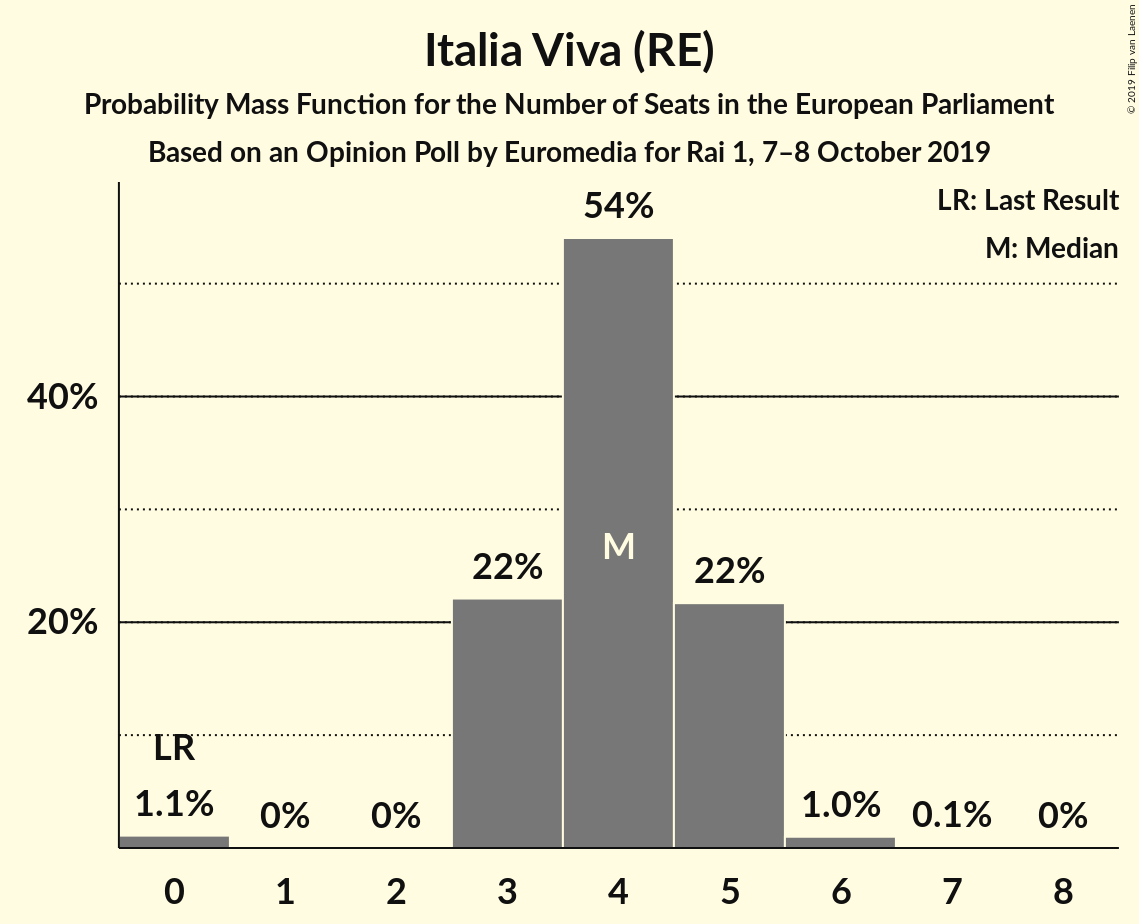 Italia Viva (RE)
Probability Mass Function for the Number of Seats in the European Parliament
Based on an Opinion Poll by Euromedia for Rai 1, 7–8 October 2019
© 2019 Filip van Laenen
LR: Last Result
M: Median
54%
40%
M
22%
22%
20%
LR
1.1%
0%
0%
1.0%
0.1%
0%
0 1 2 3 4 5 6 7 8